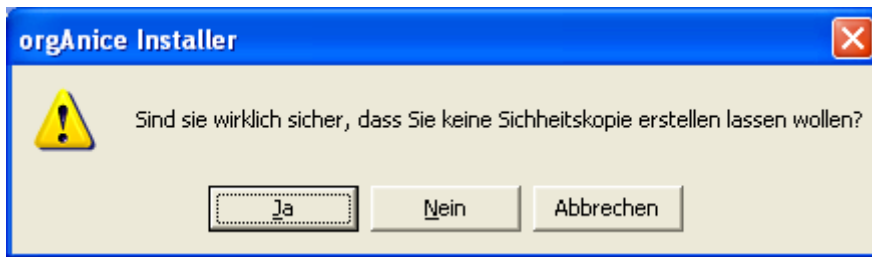 orgAnice Installer
Sind sie wirklich sicher, dass Sie keine Sichheitskopie erstellen lassen wollen?
Ja Nein Abbrechen